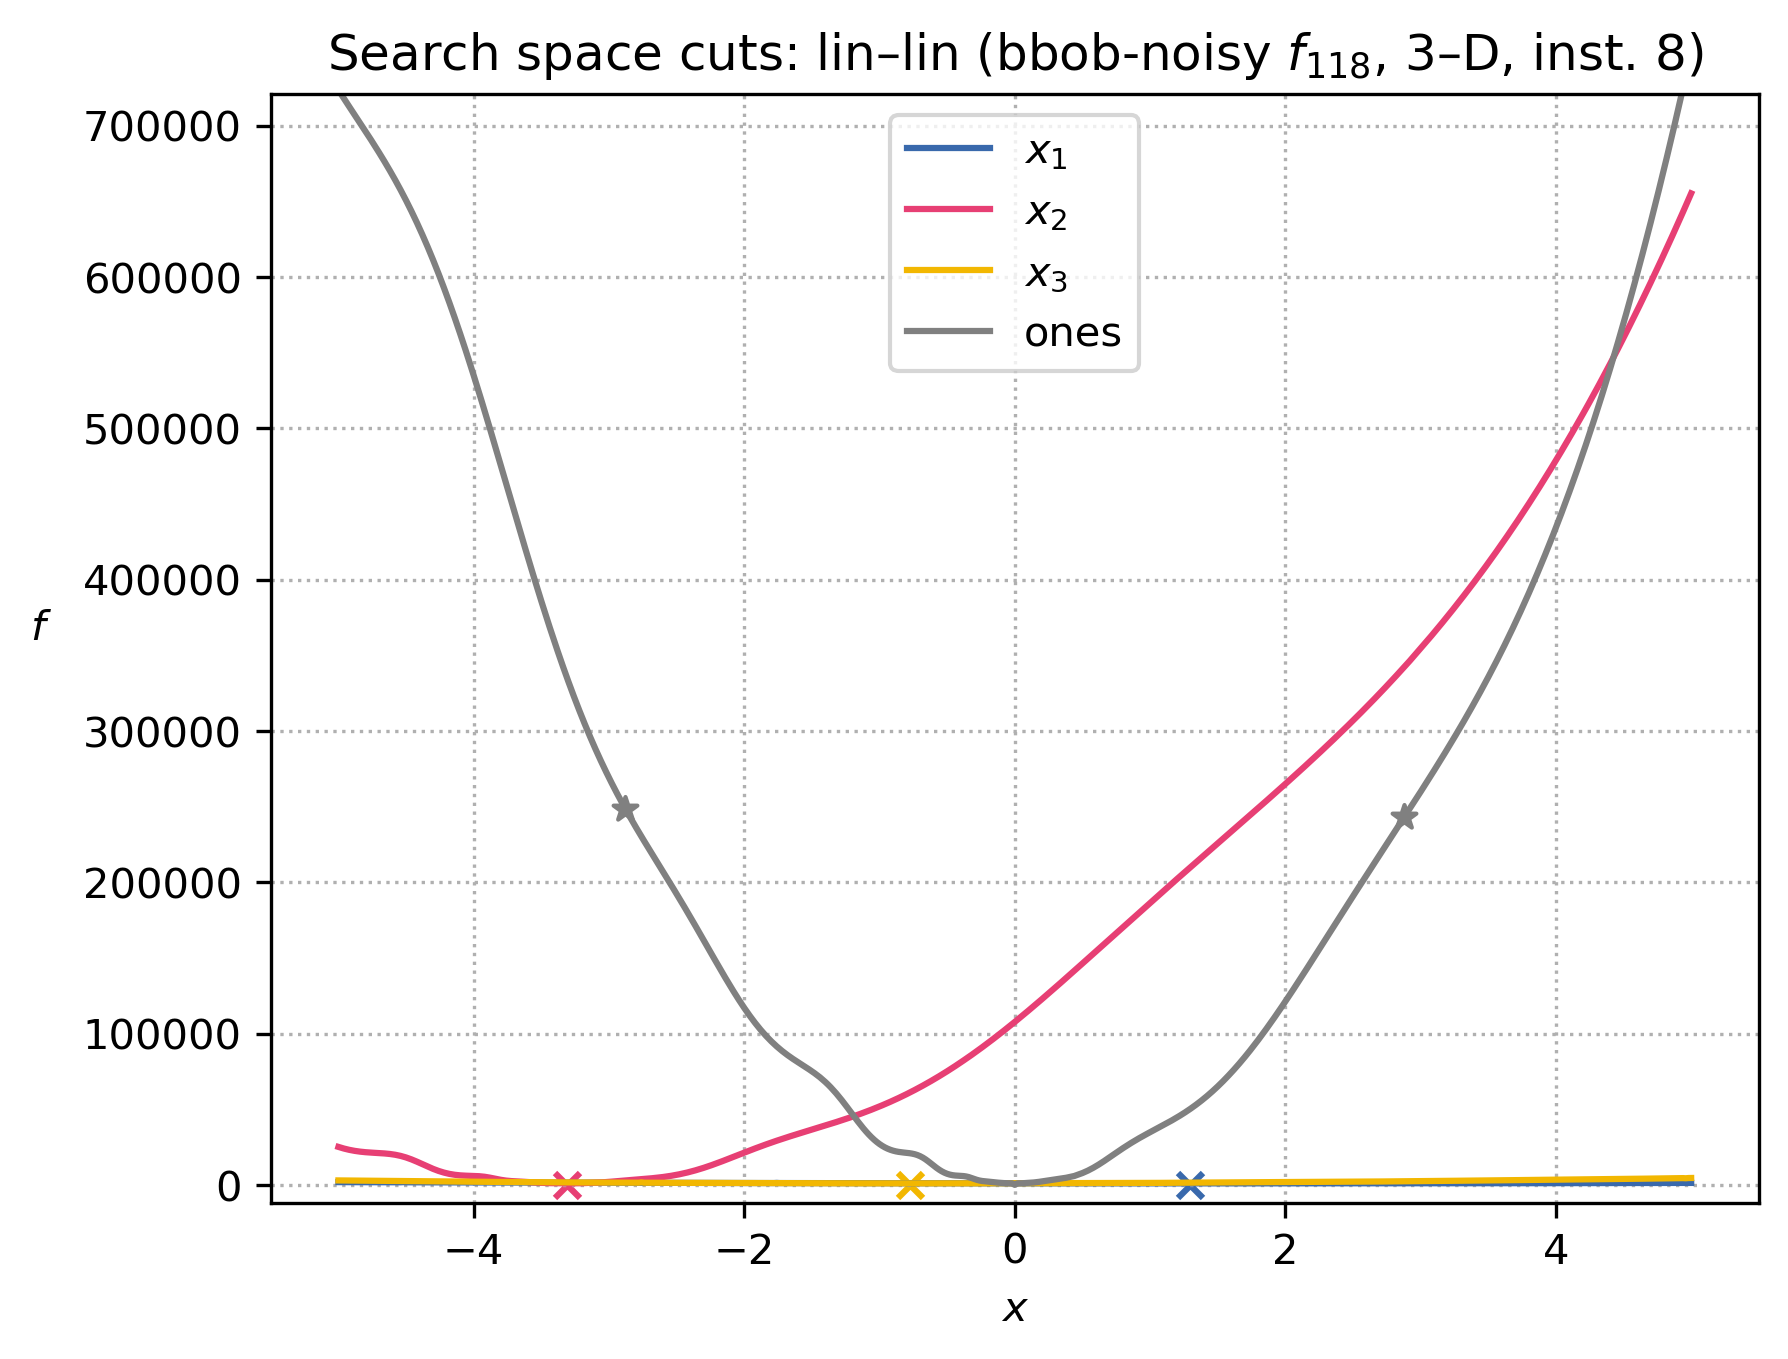 Search space cuts: lin–lin (bbob-noisy f₁₁₈, 3–D, inst. 8)
700000
600000
500000
400000
300000
200000
100000
0
f
x₁
x₂
x₃
ones
−4 −2 0 2 4
x